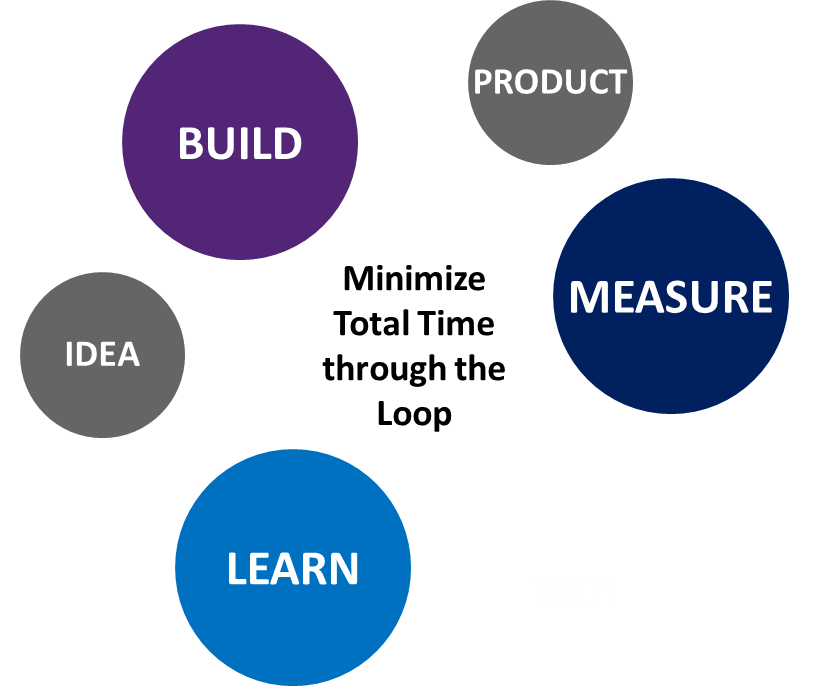 PRODUCT
BUILD
MEASURE
Minimize
Total Time
through the
Loop
IDEA
LEARN